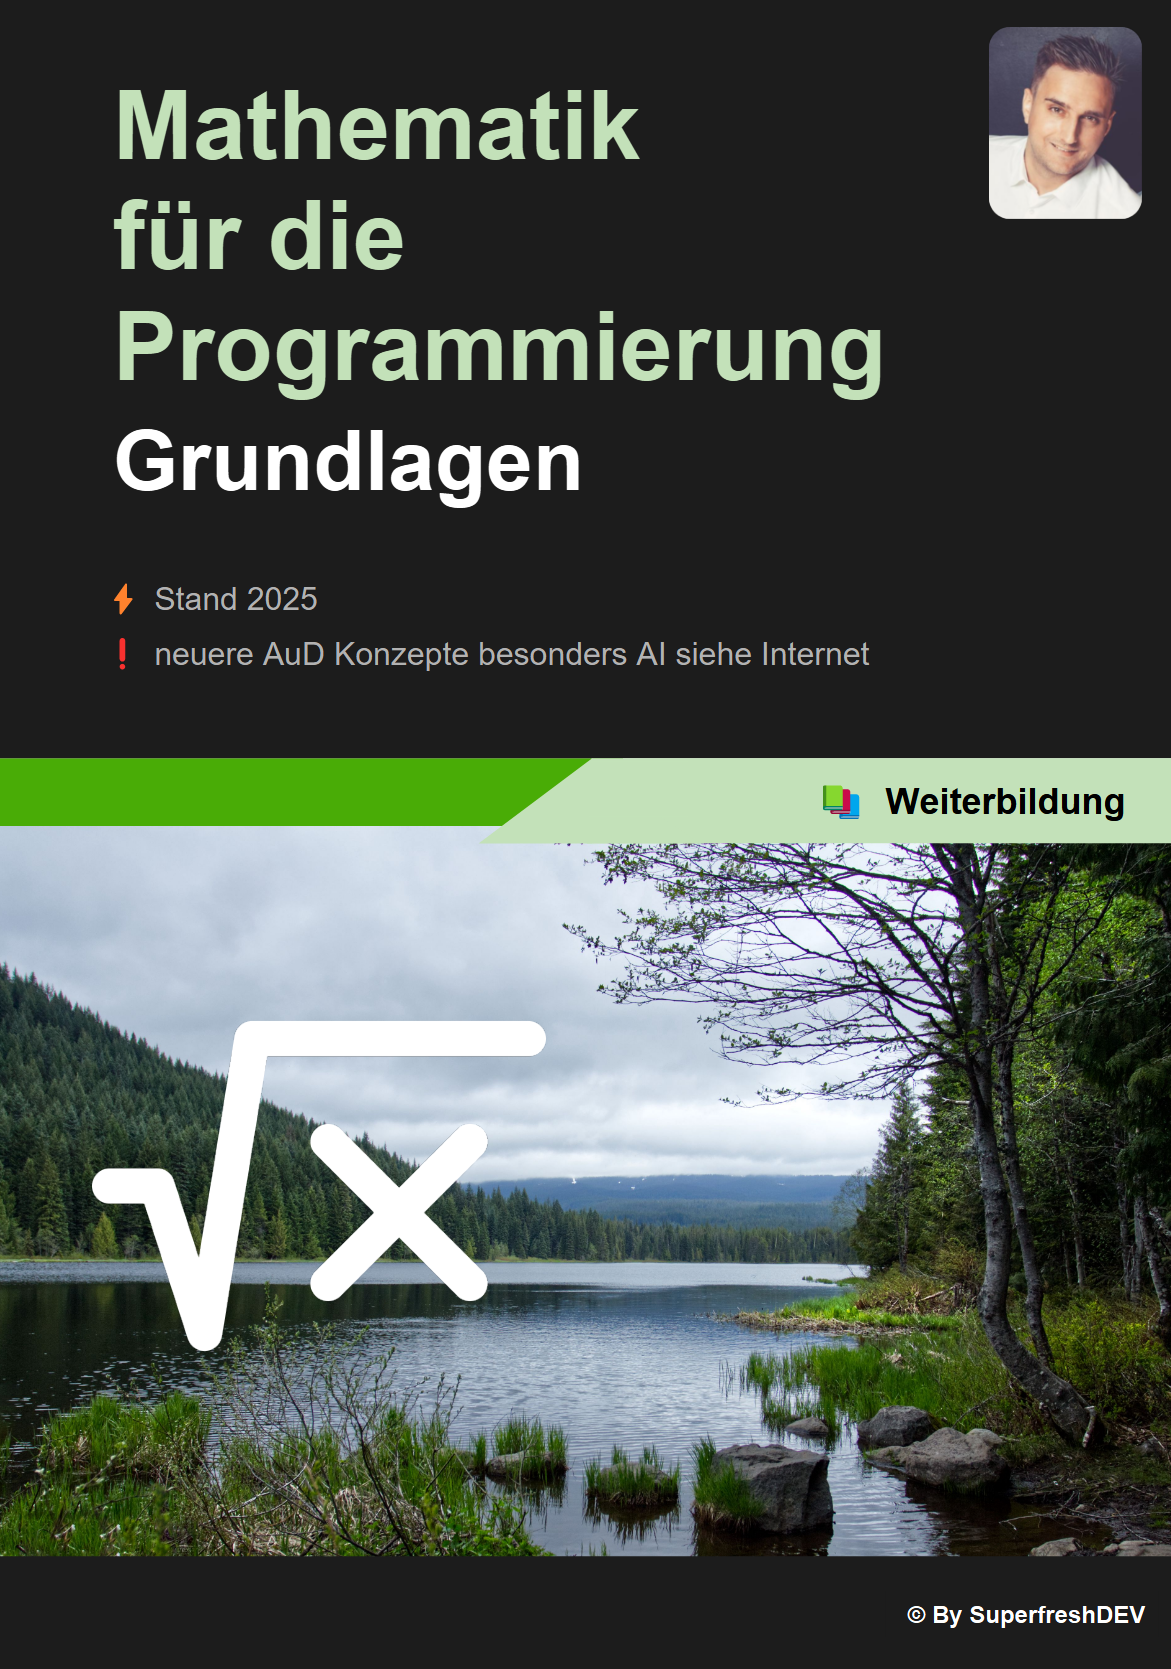 Mathematik
für die
Programmierung
Grundlagen
Stand 2025
neuere AuD Konzepte besonders AI siehe Internet
Weiterbildung
√x
© By SuperfreshDEV